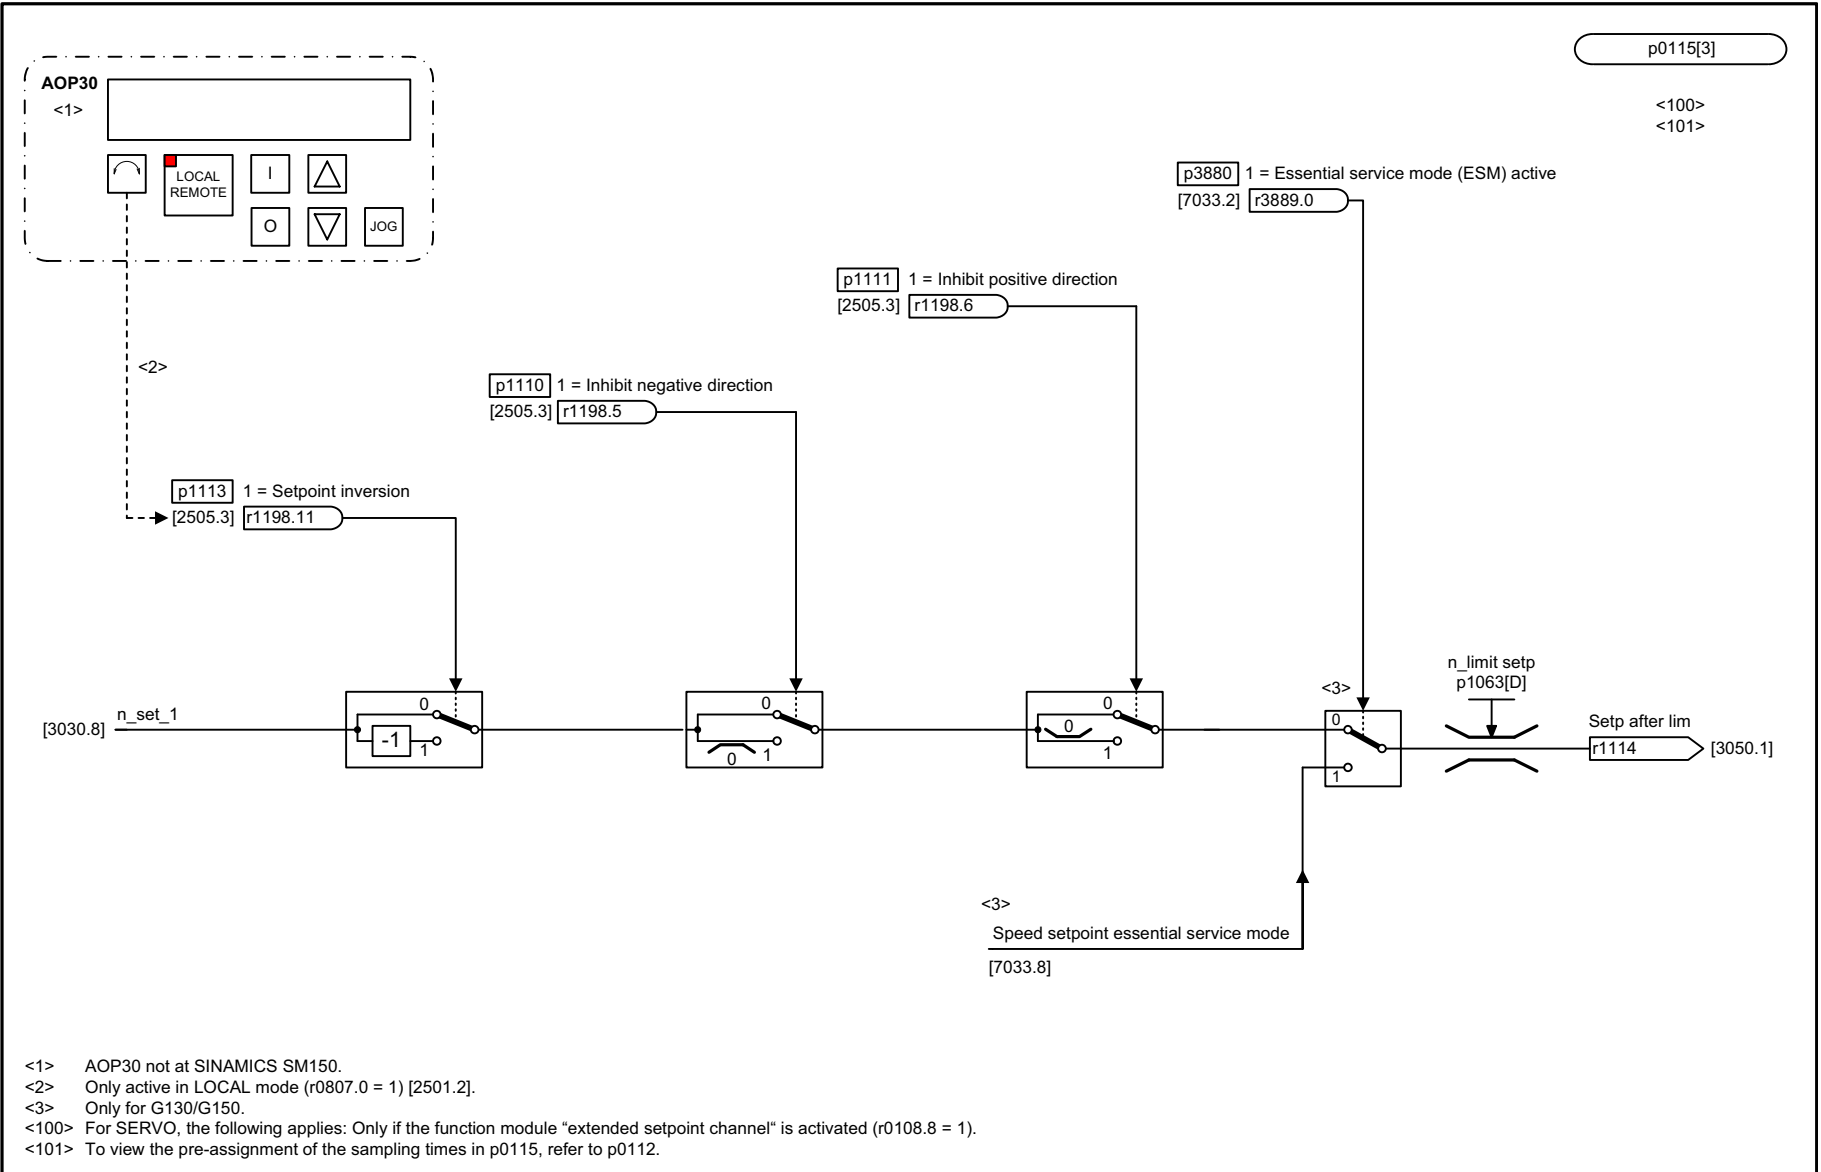 p0115[3]
AOP30
<1>
<100>
<101>
LOCAL
REMOTE
I
O
JOG
p3880 1 = Essential service mode (ESM) active
[7033.2] r3889.0
p1111 1 = Inhibit positive direction
[2505.3] r1198.6
<2>
p1110 1 = Inhibit negative direction
[2505.3] r1198.5
p1113 1 = Setpoint inversion
[2505.3] r1198.11
n_limit setp
p1063[D]
<3>
[3030.8] n_set_1
0
-1
1
0
0
1
0
0
1
0
1
Setp after lim
r1114 [3050.1]
<3>
Speed setpoint essential service mode
[7033.8]
<1> AOP30 not at SINAMICS SM150.
<2> Only active in LOCAL mode (r0807.0 = 1) [2501.2].
<3> Only for G130/G150.
<100> For SERVO, the following applies: Only if the function module “extended setpoint channel“ is activated (r0108.8 = 1).
<101> To view the pre-assignment of the sampling times in p0115, refer to p0112.